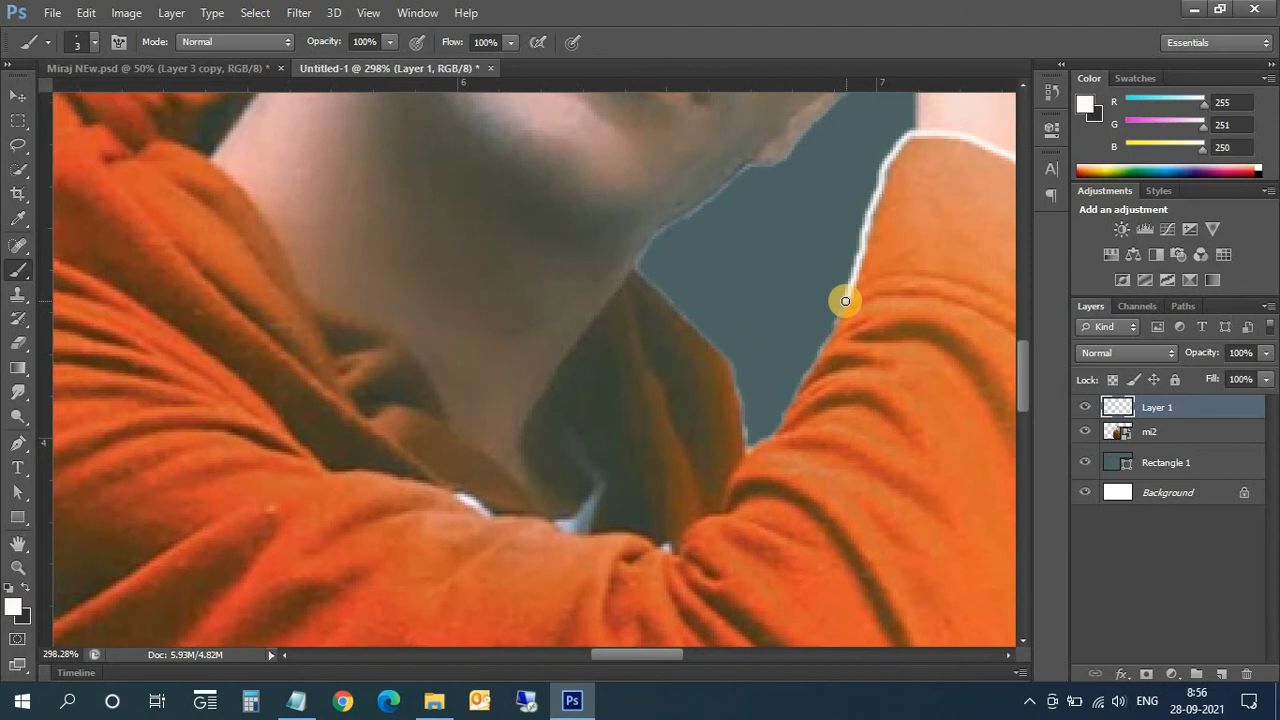 Ps File Edit Image Layer Type Select Filter 3D View Window Help
3 Mode: Normal Opacity: 100% Flow: 100% Essentials
Miraj NEw.psd @ 50% (Layer 3 copy, RGB/8) * × Untitled-1 @ 298% (Layer 1, RGB/8) * ×
6 7
4
Color Swatches
R 255
G 251
B 250
Adjustments Styles
Add an adjustment
Layers Channels Paths
Kind
Normal Opacity: 100%
Lock: Fill: 100%
Layer 1
mi2
Rectangle 1
Background
298.28% Doc: 5.93M/4.82M
Timeline
Ps ENG 8:56
28-09-2021